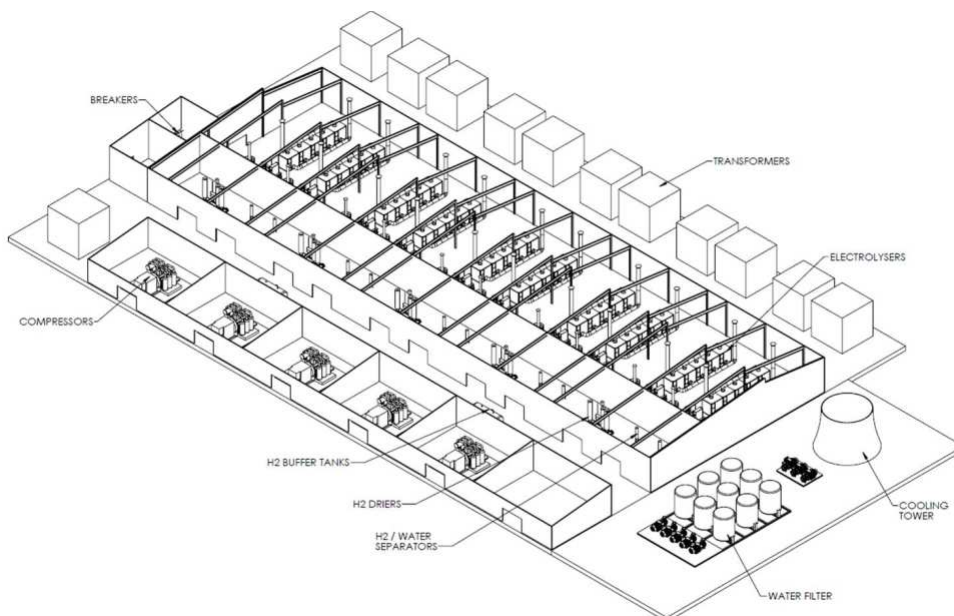 BREAKERS
TRANSFORMERS
ELECTROLYSERS
COMPRESSORS
H2 BUFFER TANKS
H2 DRIERS
H2 / WATER
SEPARATORS
COOLING
TOWER
WATER FILTER